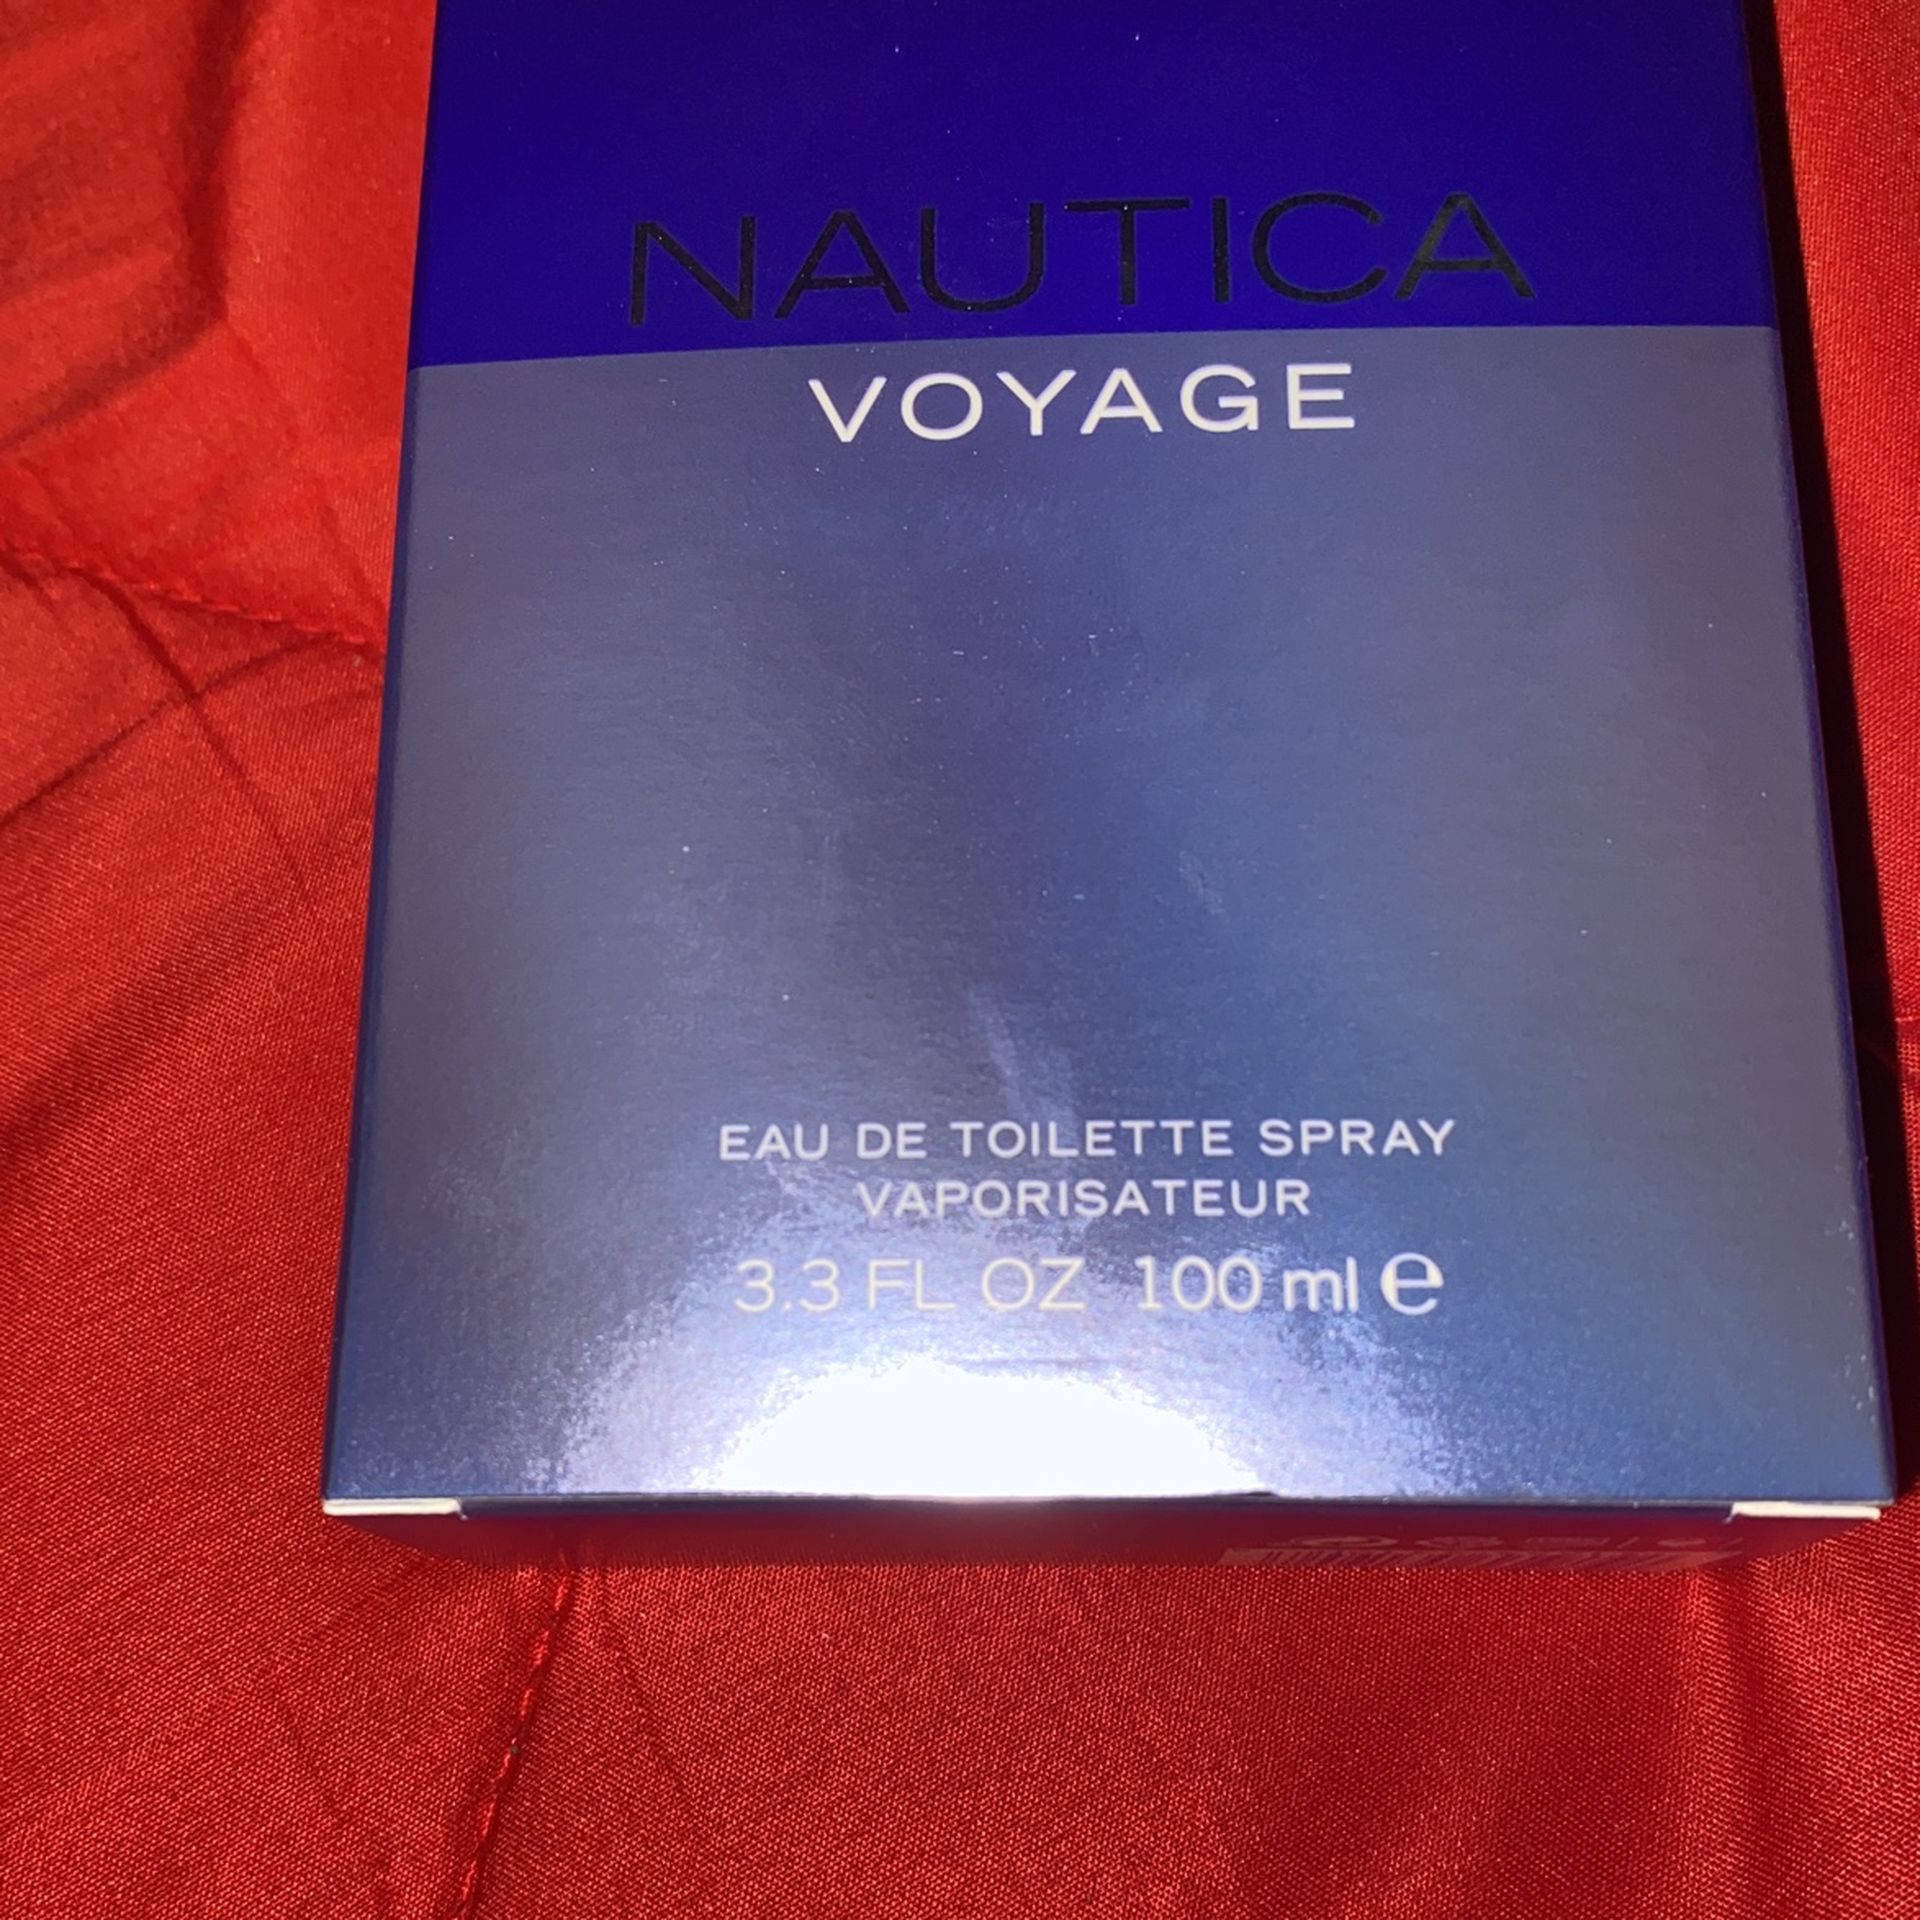 NAUTICA
VOYAGE
EAU DE TOILETTE SPRAY
VAPORISATEUR
3.3 FL OZ 100 ml e